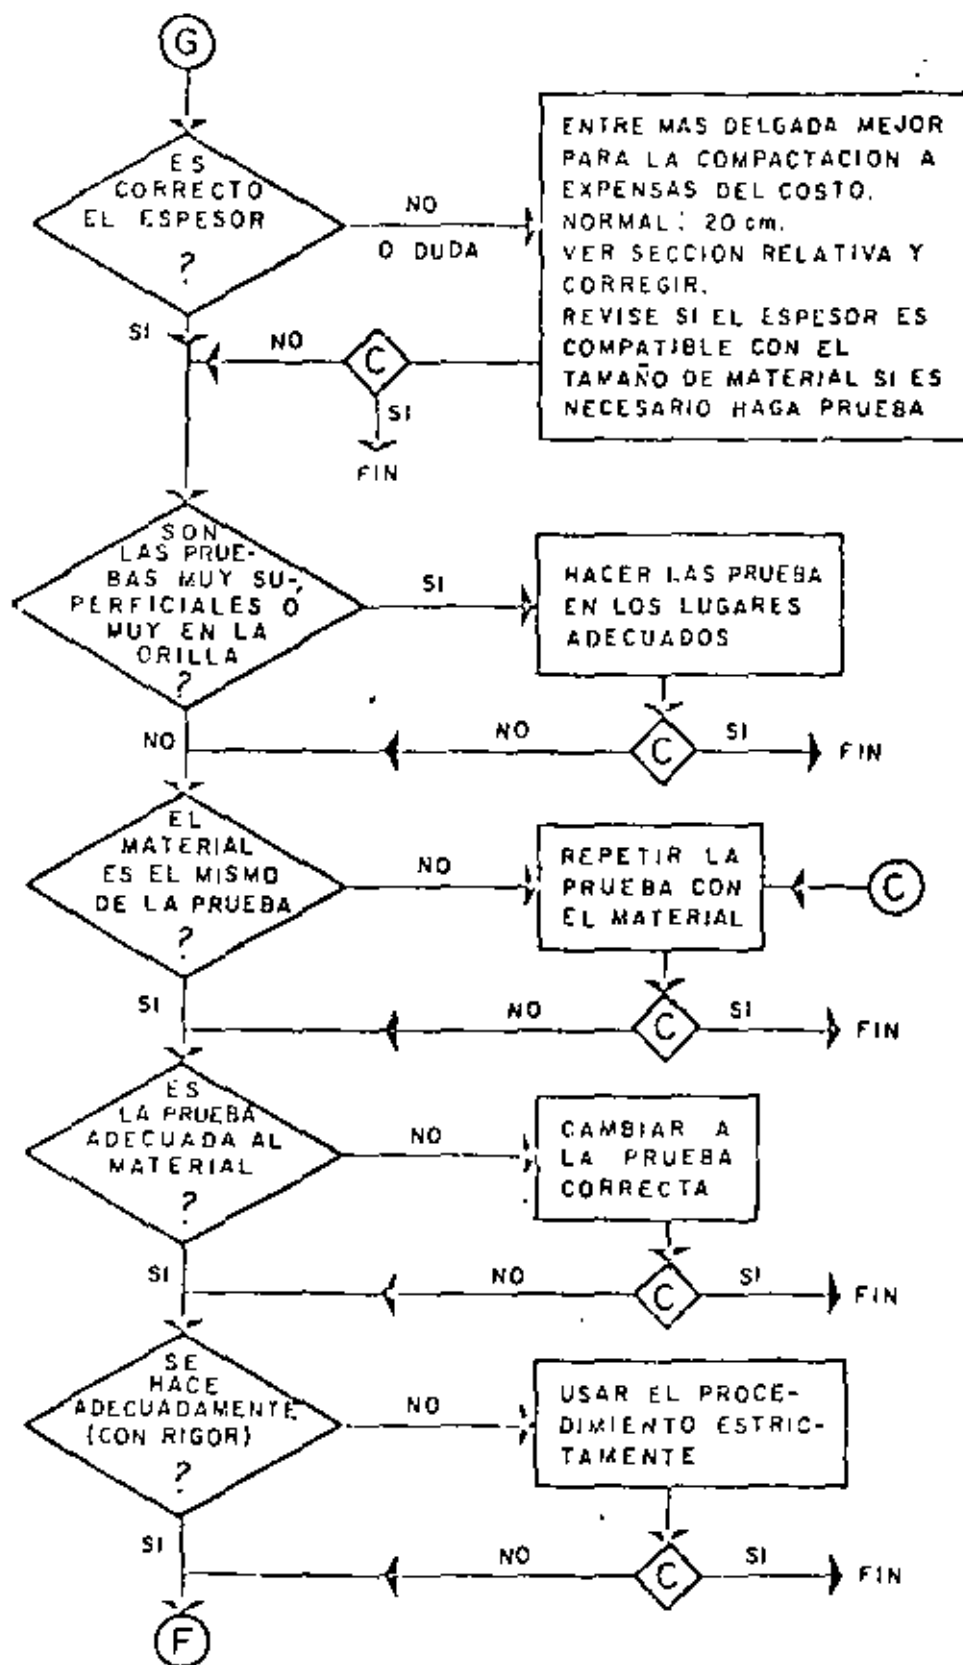 G
ES
CORRECTO
EL ESPESOR
?
NO
O DUDA
ENTRE MAS DELGADA MEJOR
PARA LA COMPACTACION A
EXPENSAS DEL COSTO.
NORMAL: 20 cm.
VER SECCION RELATIVA Y
CORREGIR.
REVISE SI EL ESPESOR ES
COMPATIBLE CON EL
TAMAÑO DE MATERIAL SI ES
NECESARIO HAGA PRUEBA
SI
NO
C
SI
FIN
SON
LAS PRUE-
BAS MUY SU-
PERFICIALES O
MUY EN LA
ORILLA
?
SI
HACER LAS PRUEBA
EN LOS LUGARES
ADECUADOS
NO
NO
C
SI
FIN
EL
MATERIAL
ES EL MISMO
DE LA PRUEBA
?
NO
REPETIR LA
PRUEBA CON
EL MATERIAL
C
SI
NO
C
SI
FIN
ES
LA PRUEBA
ADECUADA AL
MATERIAL
?
NO
CAMBIAR A
LA PRUEBA
CORRECTA
SI
NO
C
SI
FIN
SE
HACE
ADECUADAMENTE
(CON RIGOR)
?
NO
USAR EL PROCE-
DIMIENTO ESTRIC-
TAMENTE
SI
NO
C
SI
FIN
F